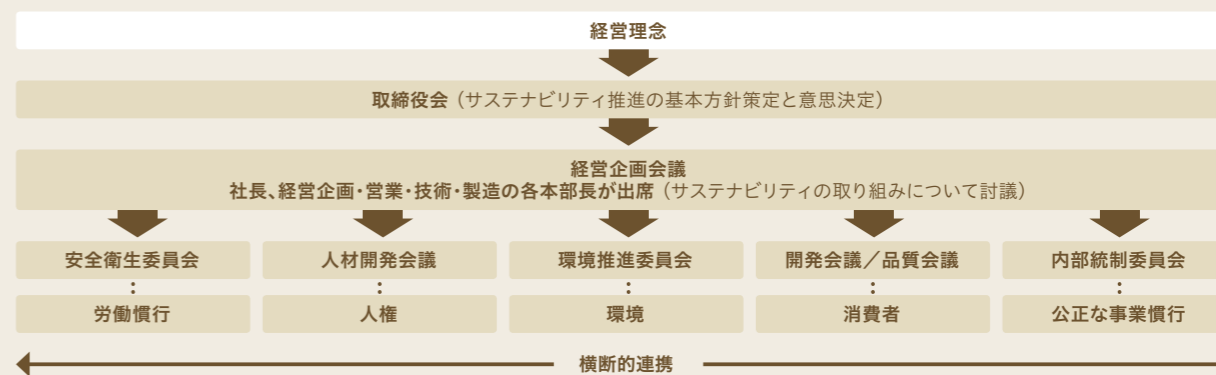 経営理念
取締役会（サステナビリティ推進の基本方針策定と意思決定）
経営企画会議
社長、経営企画・営業・技術・製造の各本部長が出席（サステナビリティの取り組みについて討議）
安全衛生委員会
人材開発会議
環境推進委員会
開発会議／品質会議
内部統制委員会
労働慣行
人権
環境
消費者
公正な事業慣行
横断的連携